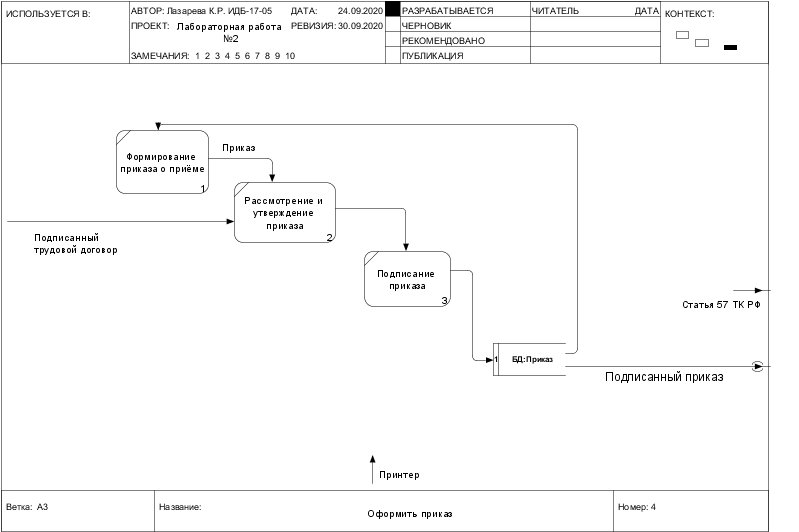 ИСПОЛЬЗУЕТСЯ В:
АВТОР: Лазарева К.Р. ИДБ-17-05 ДАТА: 24.09.2020
ПРОЕКТ: Лабораторная работа №2 РЕВИЗИЯ: 30.09.2020
ЗАМЕЧАНИЯ: 1 2 3 4 5 6 7 8 9 10
РАЗРАБАТЫВАЕТСЯ
ЧЕРНОВИК
РЕКОМЕНДОВАНО
ПУБЛИКАЦИЯ
ЧИТАТЕЛЬ ДАТА
КОНТЕКСТ:
Формирование
приказа о приёме
1
Приказ
Рассмотрение и
утверждение
приказа
2
Подписанный
трудовой договор
Подписание
приказа
3
Статья 57 ТК РФ
1 БД:Приказ
Подписанный приказ
Принтер
Ветка: А3
Название:
Оформить приказ
Номер: 4